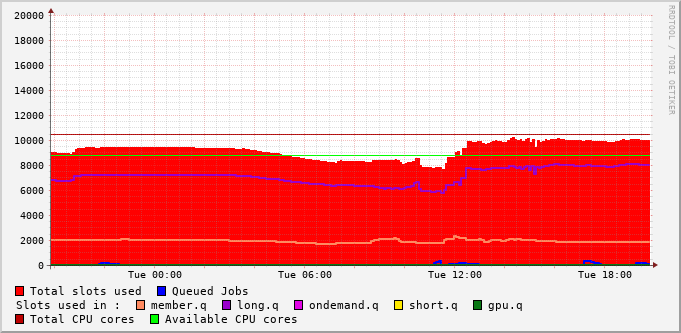 20000
18000
16000
14000
12000
10000
8000
6000
4000
2000
0
Tue 00:00 Tue 06:00 Tue 12:00 Tue 18:00
RRDTOOL / TOBI OETIKER
Total slots used Queued Jobs
Slots used in : member.q long.q ondemand.q short.q gpu.q
Total CPU cores Available CPU cores